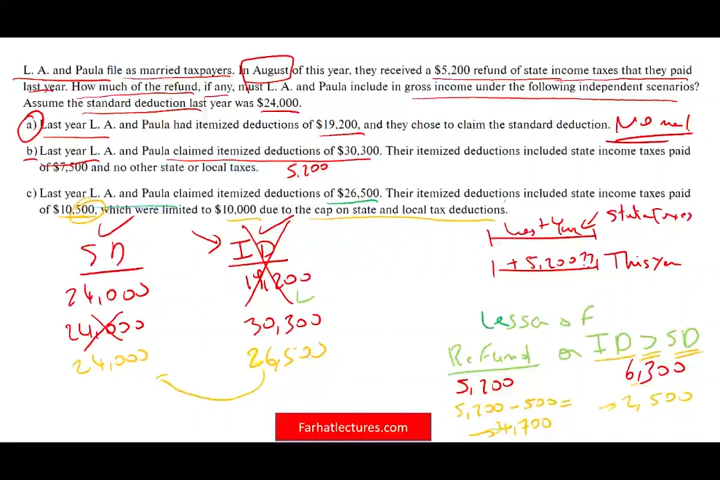 L. A. and Paula file as married taxpayers. In August of this year, they received a $5,200 refund of state income taxes that they paid
last year. How much of the refund, if any, must L. A. and Paula include in gross income under the following independent scenarios?
Assume the standard deduction last year was $24,000.
a) Last year L. A. and Paula had itemized deductions of $19,200, and they chose to claim the standard deduction.
b) Last year L. A. and Paula claimed itemized deductions of $30,300. Their itemized deductions included state income taxes paid
of $7,500 and no other state or local taxes.
5,200
c) Last year L. A. and Paula claimed itemized deductions of $26,500. Their itemized deductions included state income taxes paid
of $10,500, which were limited to $10,000 due to the cap on state and local tax deductions.
State Taxes
+ 5,200?? This year
SD ID
24,000 19,200
24,000 30,300
24,000 26,500
Lessor of
Refund or ID > SD
5,200 6,300
5,200 - 500 = 2,500
4,700
Farhatlectures.com